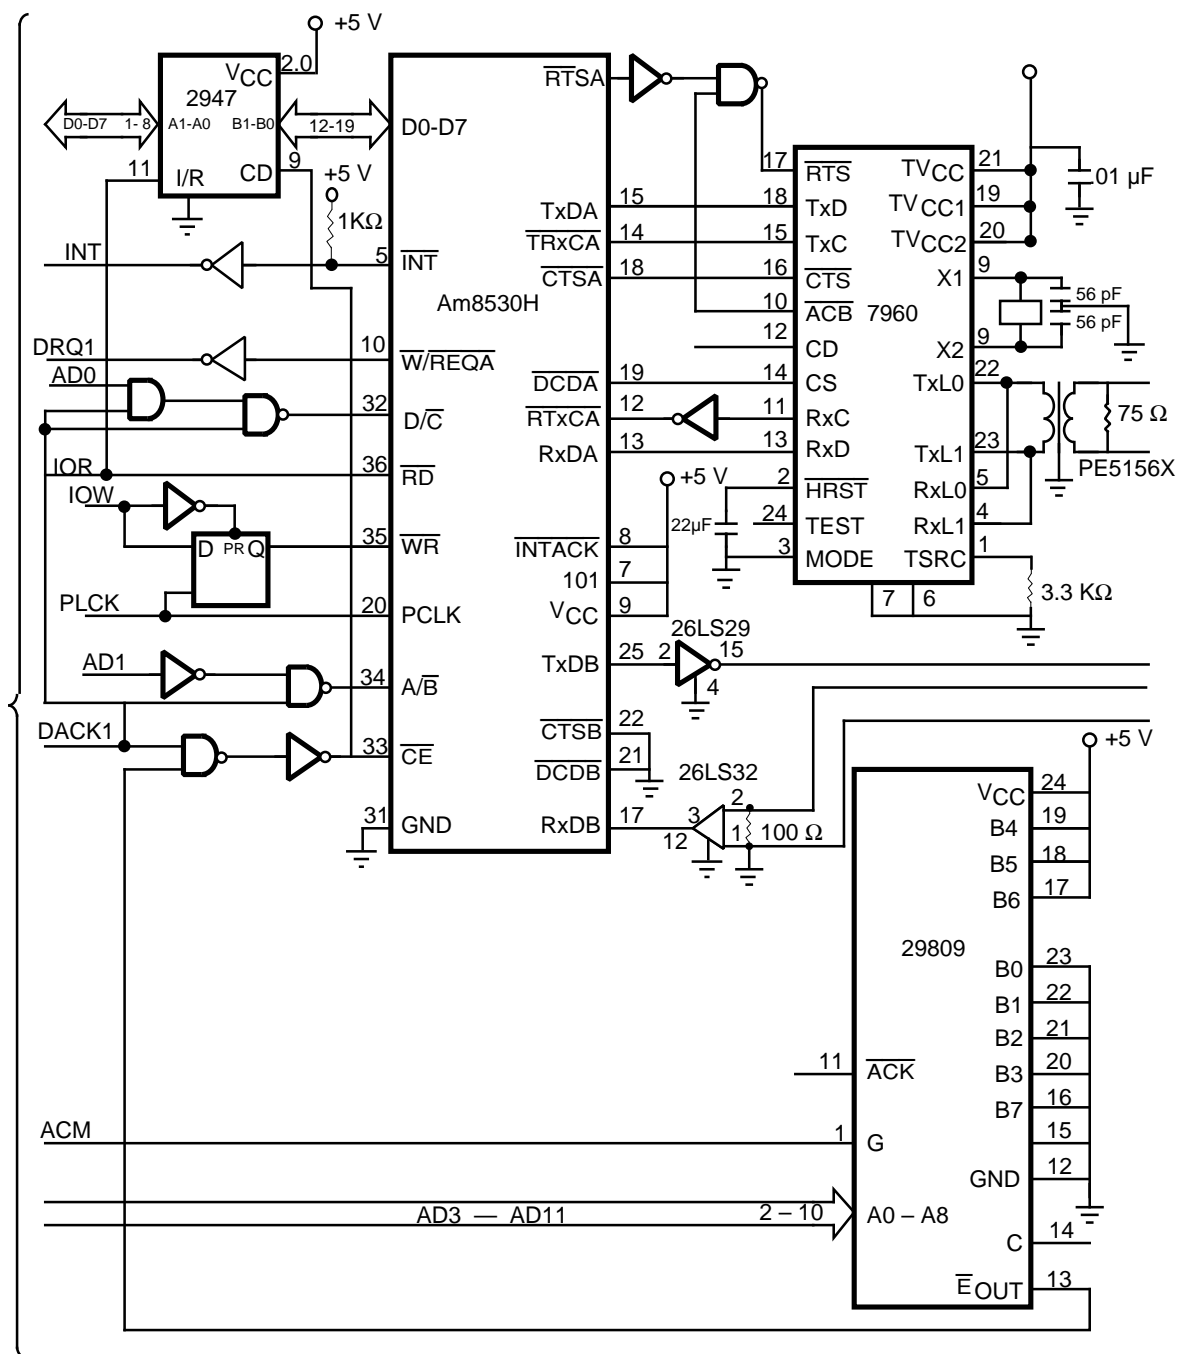 +5 V
VCC 2.0
2947
D0-D7 1- 8 A1-A0 B1-B0 12-19 D0-D7
11 I/R CD 9
+5 V
1KΩ
INT 5 INT
Am8530H
DRQ1 10 W/REQA
AD0
32 D/C
IOR 36 RD
IOW
D PR Q 35 WR
PLCK 20 PCLK
AD1 34 A/B
DACK1 33 CE
31 GND
RTSA
TxDA 15
TRxCA 14
CTSA 18
DCDA 19
RTxCA 12
RxDA 13
+5 V
INTACK 8
101 7
VCC 9
26LS29
TxDB 25 2 15
4
CTSB 22
DCDB 21
26LS32
RxDB 17 3 2
12 1 100 Ω
17 RTS
18 TxD
15 TxC
16 CTS
10 ACB 7960
12 CD
14 CS
11 RxC
13 RxD
2 HRST
22µF
24 TEST
3 MODE
7 6
TVCC 21
01 µF
TVCC1 19
TVCC2 20
X1 9
56 pF
56 pF
X2 9
TxL0 22
75 Ω
TxL1 23
PE5156X
RxL0 5
RxL1 4
TSRC 1
3.3 KΩ
+5 V
VCC 24
B4 19
B5 18
B6 17
29809
B0 23
B1 22
B2 21
11 ACK B3 20
B7 16
ACM 1 G 15
GND 12
AD3 — AD11 2 – 10 A0 – A8
C 14
EOUT 13